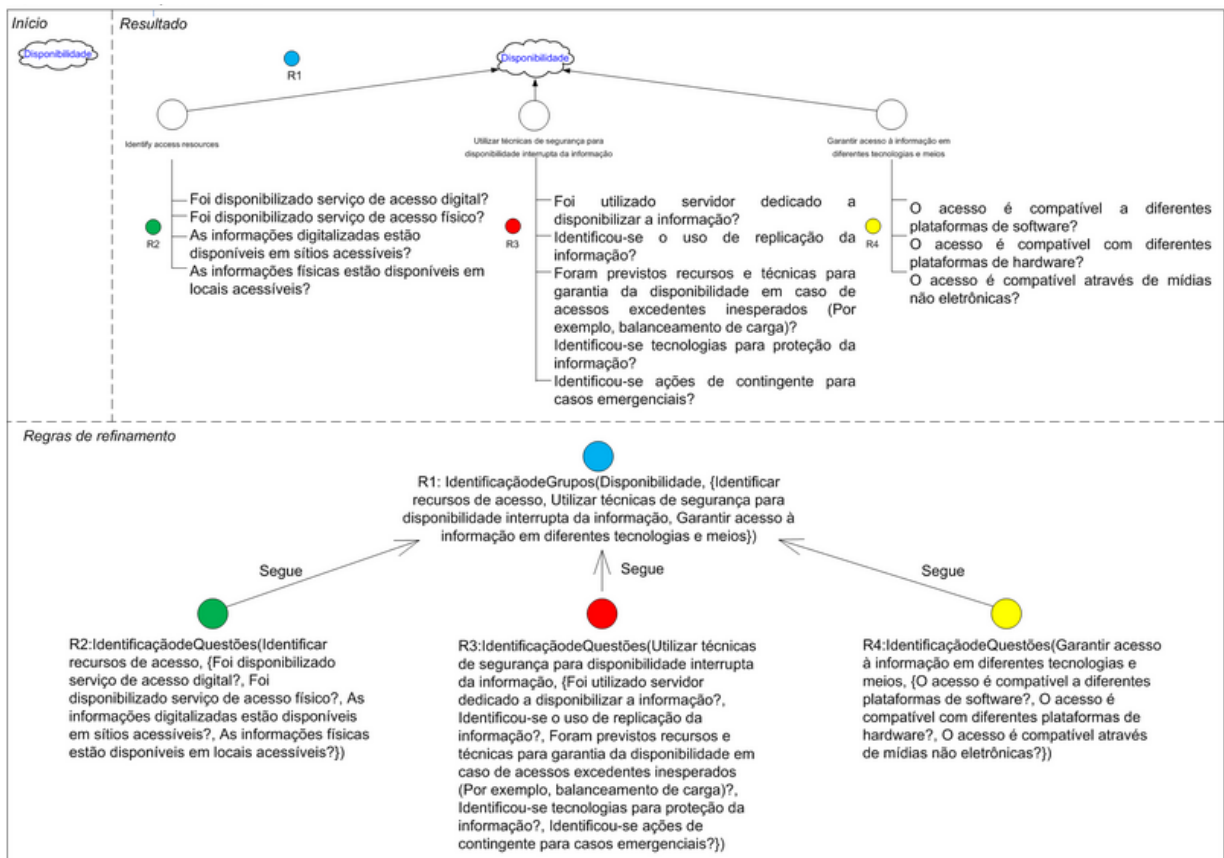 Início
Resultado
Disponibilidade
R1
Disponibilidade
Identify access resources
Utilizar técnicas de segurança para
disponibilidade interrupta da informação
Garantir acesso à informação em
diferentes tecnologias e meios
R2
Foi disponibilizado serviço de acesso digital?
Foi disponibilizado serviço de acesso físico?
As informações digitalizadas estão
disponíveis em sítios acessíveis?
As informações físicas estão disponíveis em
locais acessíveis?
R3
Foi utilizado servidor dedicado a
disponibilizar a informação?
Identificou-se o uso de replicação da
informação?
Foram previstos recursos e técnicas para
garantia da disponibilidade em caso de
acessos excedentes inesperados (Por
exemplo, balanceamento de carga)?
Identificou-se tecnologias para proteção da
informação?
Identificou-se ações de contingente para
casos emergenciais?
R4
O acesso é compatível a diferentes
plataformas de software?
O acesso é compatível com diferentes
plataformas de hardware?
O acesso é compatível através de mídias
não eletrônicas?
Regras de refinamento
R1: IdentificaçãodeGrupos(Disponibilidade, {Identificar
recursos de acesso, Utilizar técnicas de segurança para
disponibilidade interrupta da informação, Garantir acesso à
informação em diferentes tecnologias e meios})
Segue
Segue
Segue
R2:IdentificaçãodeQuestões(Identificar
recursos de acesso, {Foi disponibilizado
serviço de acesso digital?, Foi
disponibilizado serviço de acesso físico?, As
informações digitalizadas estão disponíveis
em sítios acessíveis?, As informações físicas
estão disponíveis em locais acessíveis?})
R3:IdentificaçãodeQuestões(Utilizar técnicas
de segurança para disponibilidade interrupta
da informação, {Foi utilizado servidor
dedicado a disponibilizar a informação?,
Identificou-se o uso de replicação da
informação?, Foram previstos recursos e
técnicas para garantia da disponibilidade em
caso de acessos excedentes inesperados
(Por exemplo, balanceamento de carga)?,
Identificou-se tecnologias para proteção da
informação?, Identificou-se ações de
contingente para casos emergenciais?})
R4:IdentificaçãodeQuestões(Garantir acesso
à informação em diferentes tecnologias e
meios, {O acesso é compatível a diferentes
plataformas de software?, O acesso é
compatível com diferentes plataformas de
hardware?, O acesso é compatível através
de mídias não eletrônicas?})